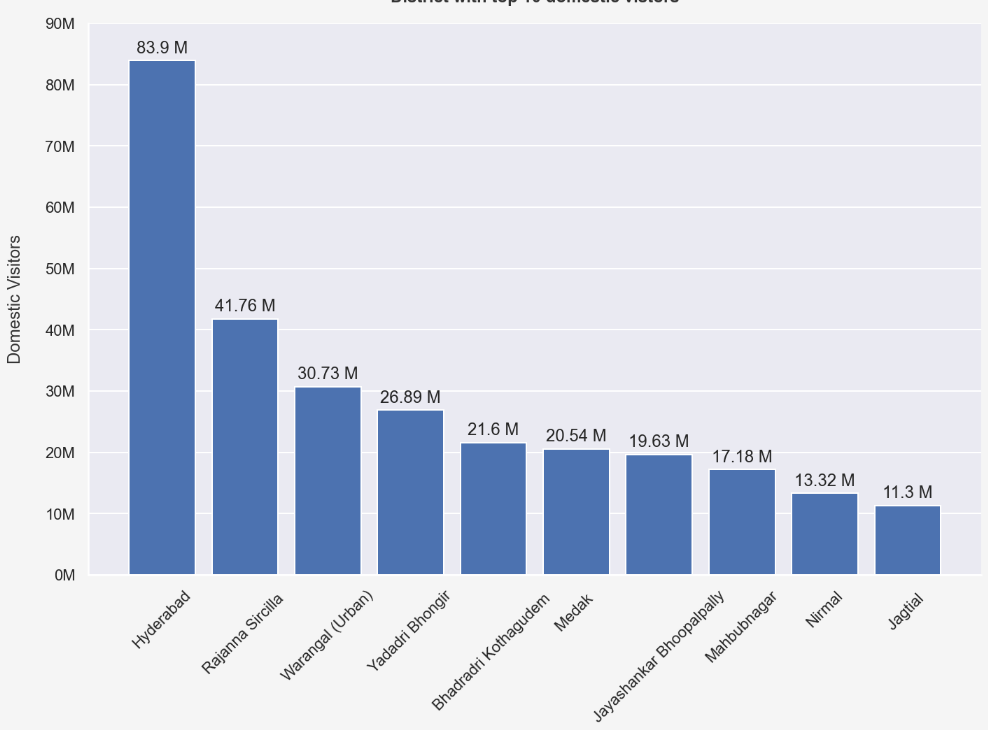 District with top 10 domestic vistors
90M
80M
70M
60M
50M
40M
30M
20M
10M
0M
Domestic Visitors
83.9 M
41.76 M
30.73 M
26.89 M
21.6 M
20.54 M
19.63 M
17.18 M
13.32 M
11.3 M
Hyderabad
Rajanna Sircilla
Warangal (Urban)
Yadadri Bhongir
Bhadradri Kothagudem
Medak
Jayashankar Bhoopalpally
Mahbubnagar
Nirmal
Jagtial